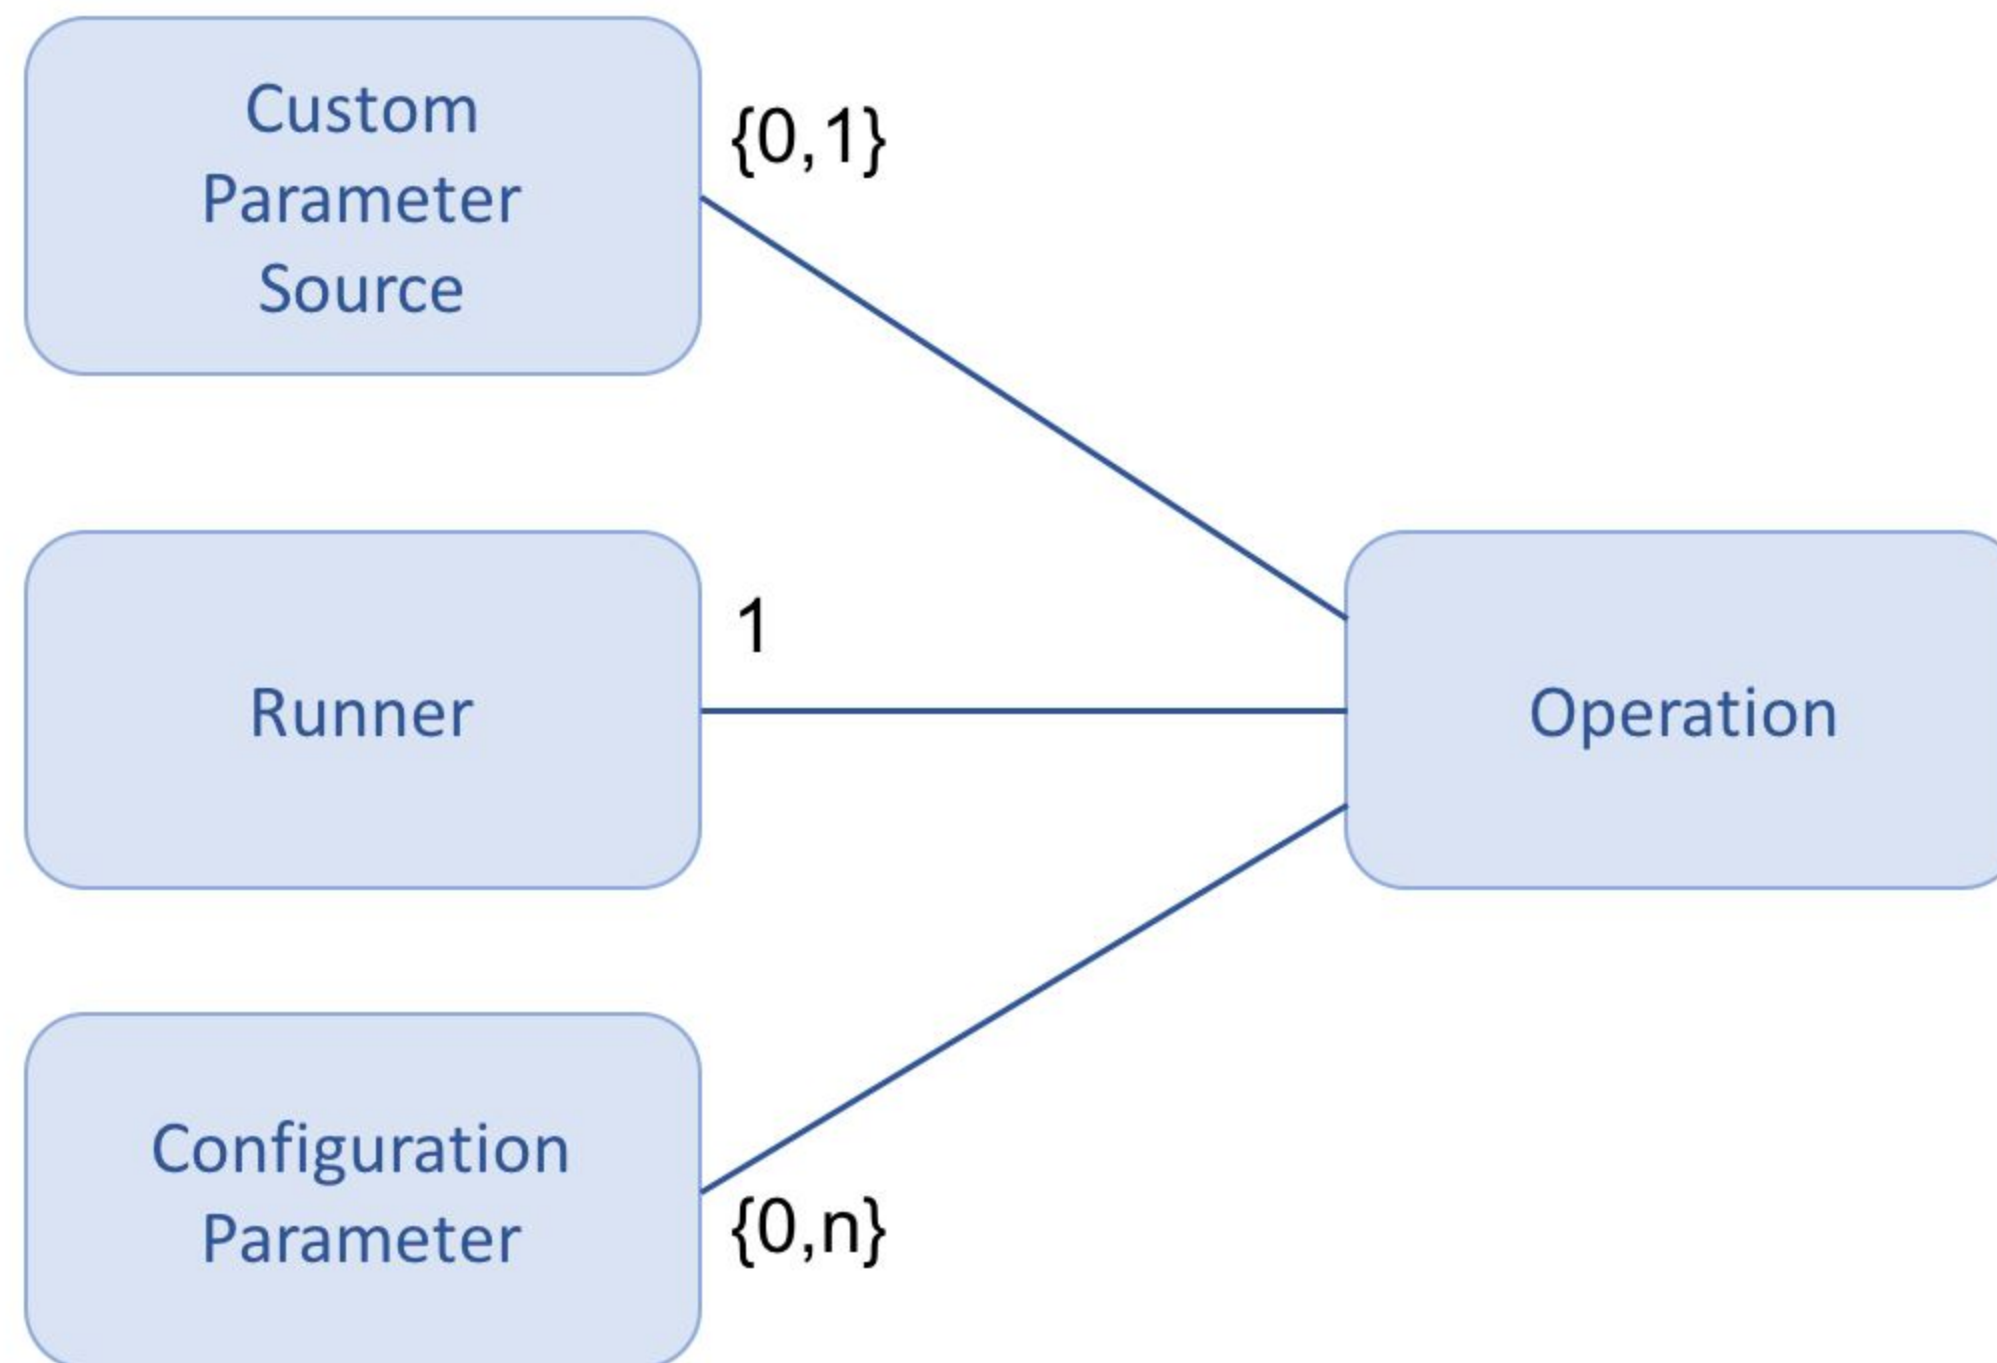 Custom
Parameter
Source
{0,1}
Runner
1
Operation
Configuration
Parameter
{0,n}